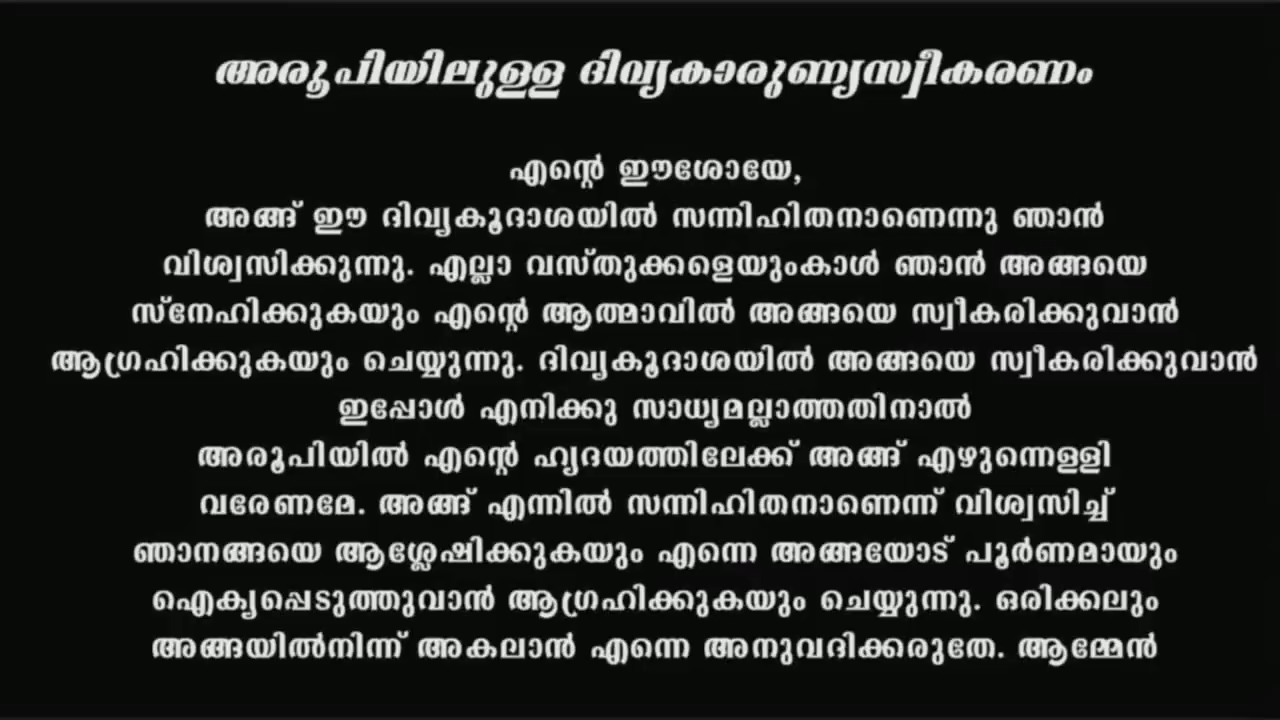 അരൂപിയിലുള്ള ദിവ്യകാരുണ്യസ്വീകരണം
എന്റെ ഈശോയേ,
അങ്ങ് ഈ ദിവ്യകൂദാശയിൽ സന്നിഹിതനാണെന്നു ഞാൻ
വിശ്വസിക്കുന്നു. എല്ലാ വസ്തുക്കളെയുംകാൾ ഞാൻ അങ്ങയെ
സ്നേഹിക്കുകയും എന്റെ ആത്മാവിൽ അങ്ങയെ സ്വീകരിക്കുവാൻ
ആഗ്രഹിക്കുകയും ചെയ്യുന്നു. ദിവ്യകൂദാശയിൽ അങ്ങയെ സ്വീകരിക്കുവാൻ
ഇപ്പോൾ എനിക്കു സാധ്യമല്ലാത്തതിനാൽ
അരൂപിയിൽ എന്റെ ഹൃദയത്തിലേക്ക് അങ്ങ് എഴുന്നെള്ളി
വരേണമേ. അങ്ങ് എന്നിൽ സന്നിഹിതനാണെന്ന് വിശ്വസിച്ച്
ഞാനങ്ങയെ ആശ്ലേഷിക്കുകയും എന്നെ അങ്ങയോട് പൂർണമായും
ഐക്യപ്പെടുത്തുവാൻ ആഗ്രഹിക്കുകയും ചെയ്യുന്നു. ഒരിക്കലും
അങ്ങയിൽനിന്ന് അകലാൻ എന്നെ അനുവദിക്കരുതേ. ആമ്മേൻ